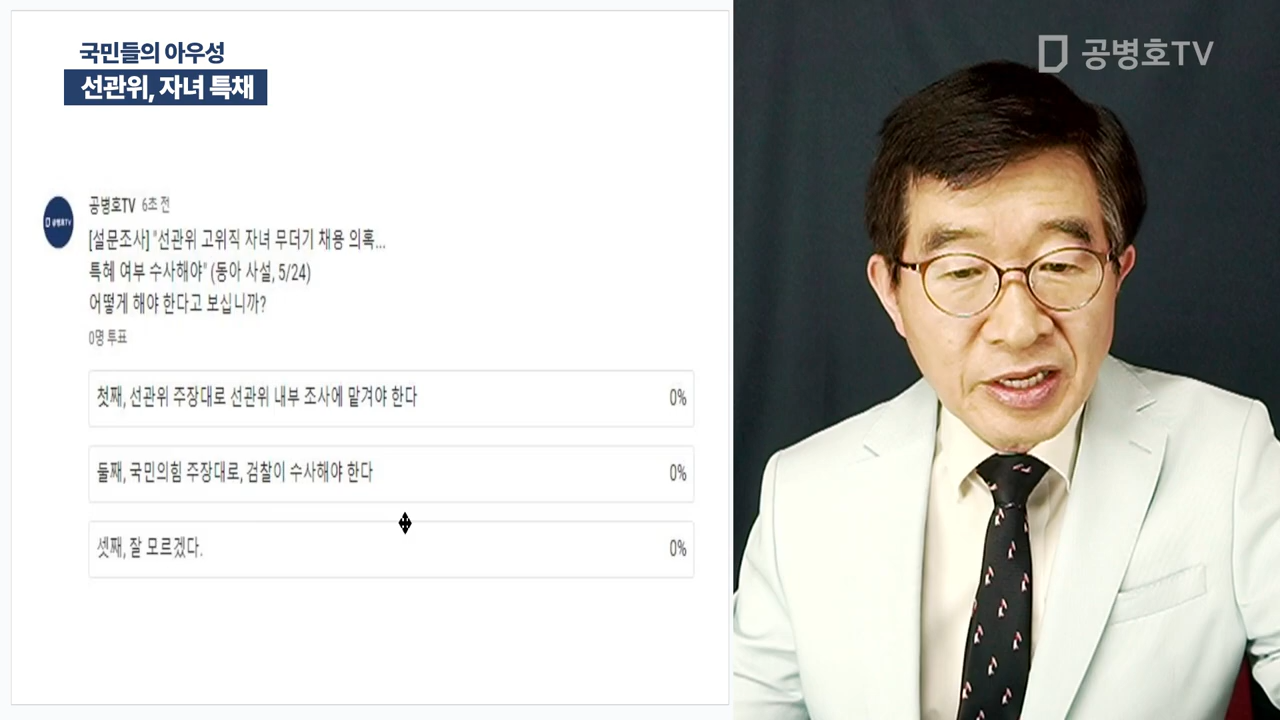 국민들의 아우성
선관위, 자녀 특채
공병호TV
공병호TV
공병호TV 6초 전
[설문조사] "선관위 고위직 자녀 무더기 채용 의혹...
특혜 여부 수사해야" (동아 사설, 5/24)
어떻게 해야 한다고 보십니까?
0명 투표
첫째, 선관위 주장대로 선관위 내부 조사에 맡겨야 한다 0%
둘째, 국민의힘 주장대로, 검찰이 수사해야 한다 0%
셋째, 잘 모르겠다. 0%